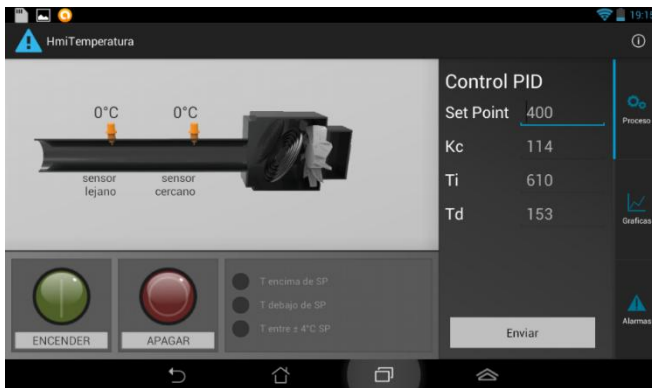 19:15
HmiTemperatura
0°C 0°C
sensor lejano
sensor cercano
Control PID
Set Point 400
Kc 114
Ti 610
Td 153
Enviar
Proceso
Graficas
Alarmas
ENCENDER
APAGAR
T encima de SP
T debajo de SP
T entre ± 4°C SP